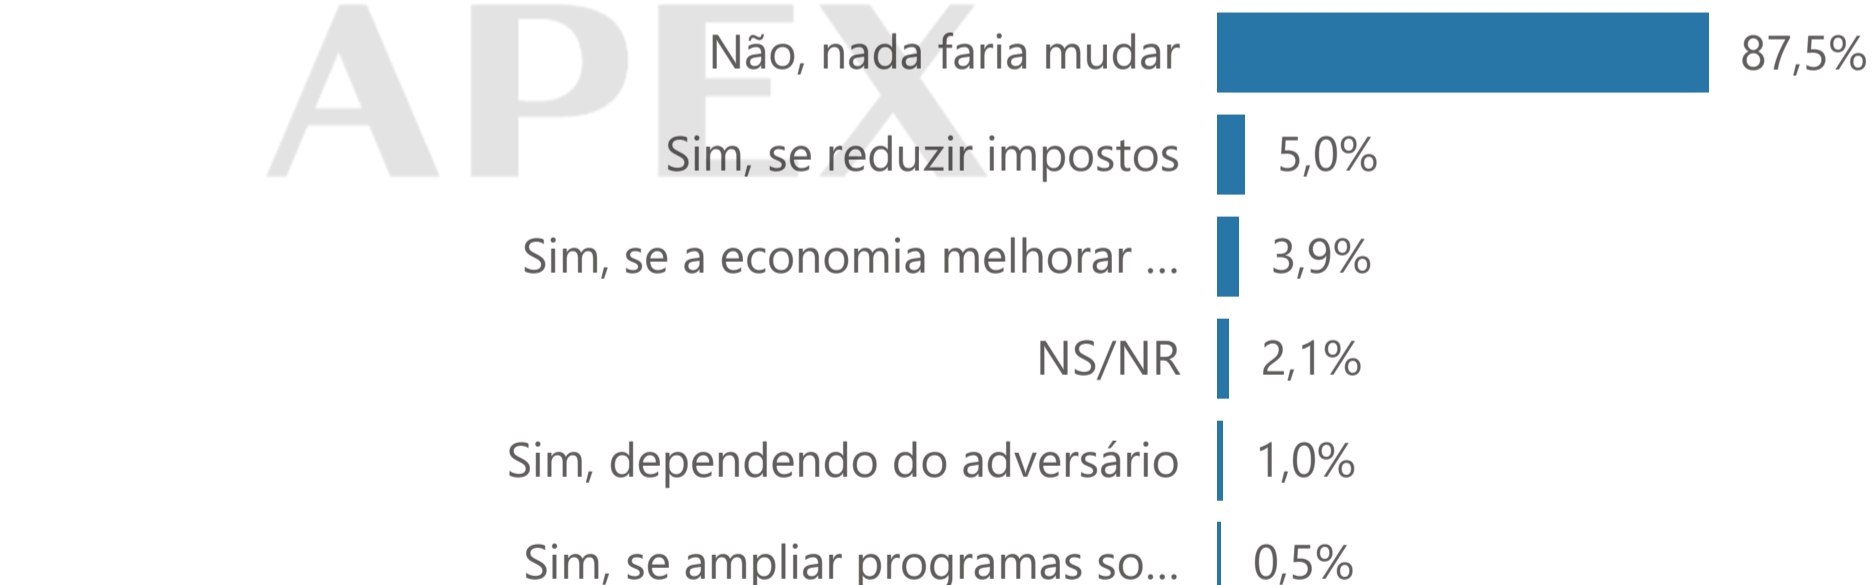 APEX
Não, nada faria mudar 87,5%
Sim, se reduzir impostos 5,0%
Sim, se a economia melhorar ... 3,9%
NS/NR 2,1%
Sim, dependendo do adversário 1,0%
Sim, se ampliar programas so... 0,5%